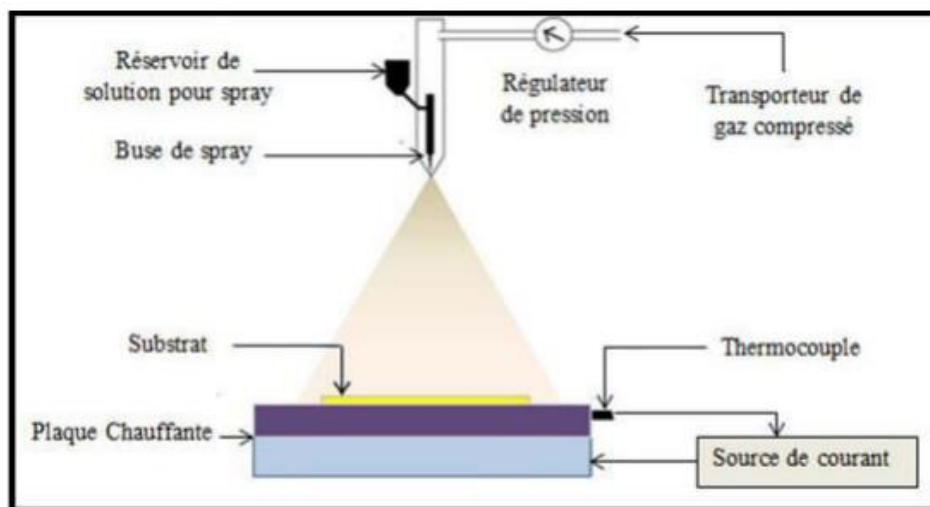 Réservoir de
solution pour spray
Buse de spray
Régulateur
de pression
Transporteur de
gaz compressé
Substrat
Thermocouple
Plaque Chauffante
Source de courant